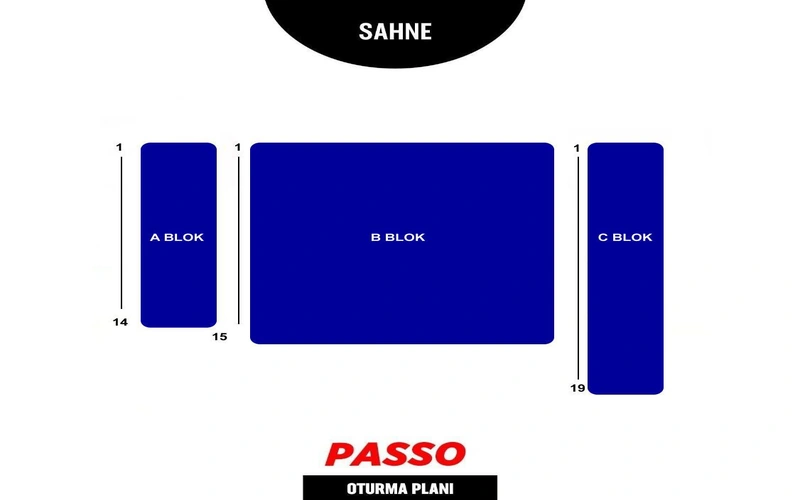 SAHNE
1
1
1
A BLOK
B BLOK
C BLOK
14
15
19
PASSO
OTURMA PLANI